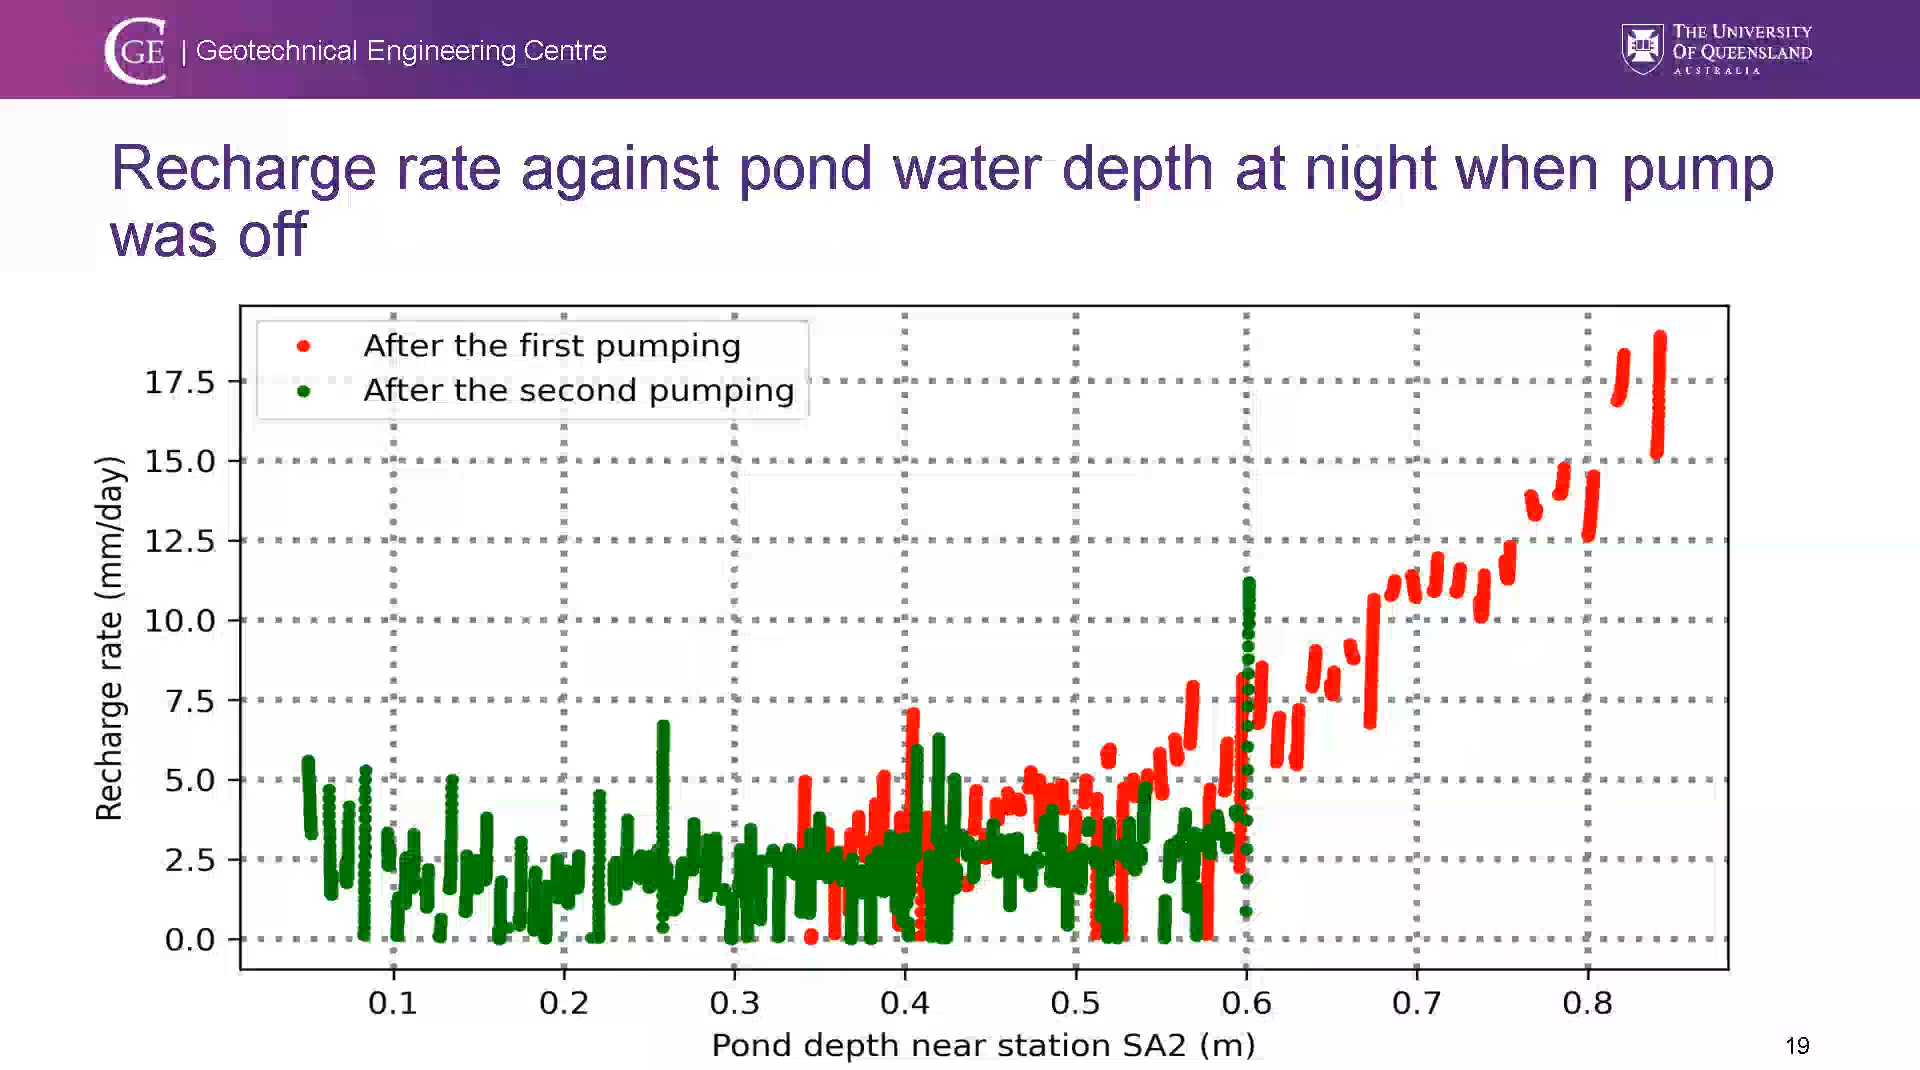 CGE | Geotechnical Engineering Centre
THE UNIVERSITY
OF QUEENSLAND
AUSTRALIA
Recharge rate against pond water depth at night when pump
was off
After the first pumping
After the second pumping
Recharge rate (mm/day)
17.5
15.0
12.5
10.0
7.5
5.0
2.5
0.0
0.1 0.2 0.3 0.4 0.5 0.6 0.7 0.8
Pond depth near station SA2 (m)
19